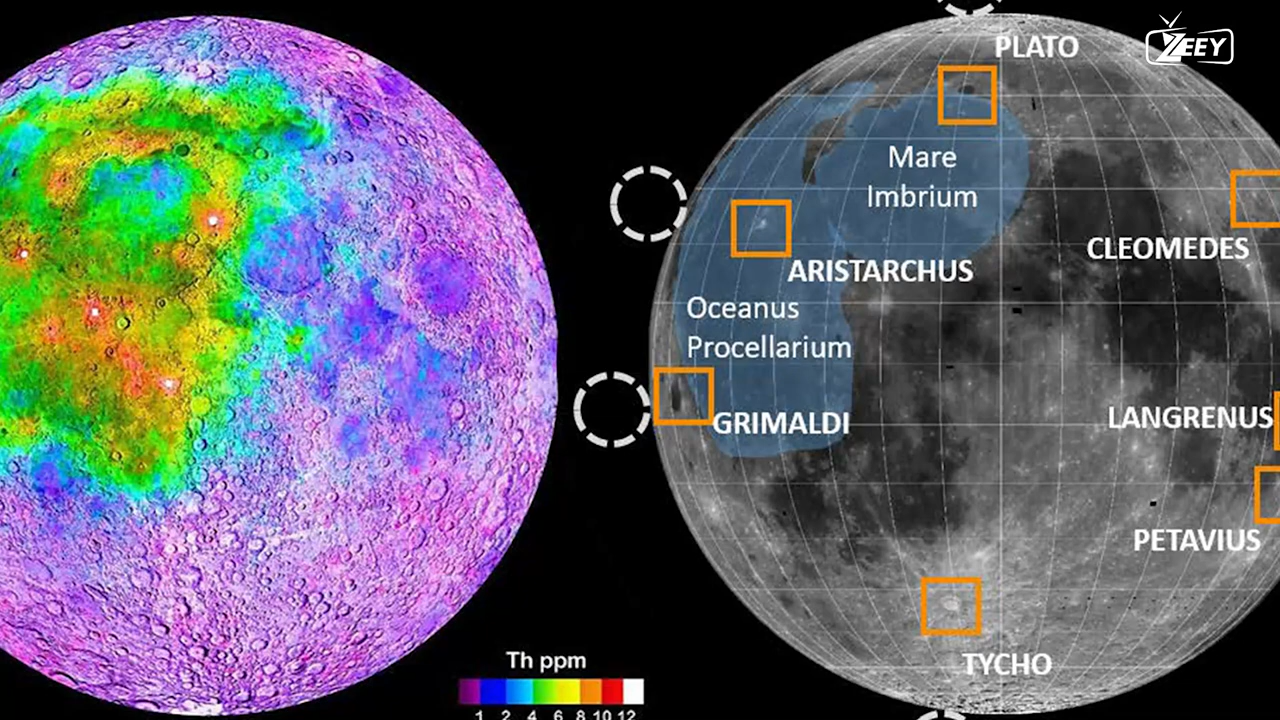 ZEEY
PLATO
Mare
Imbrium
CLEOMEDES
ARISTARCHUS
Oceanus
Procellarium
LANGRENUS
GRIMALDI
PETAVIUS
Th ppm
TYCHO
1 2 4 6 8 10 12